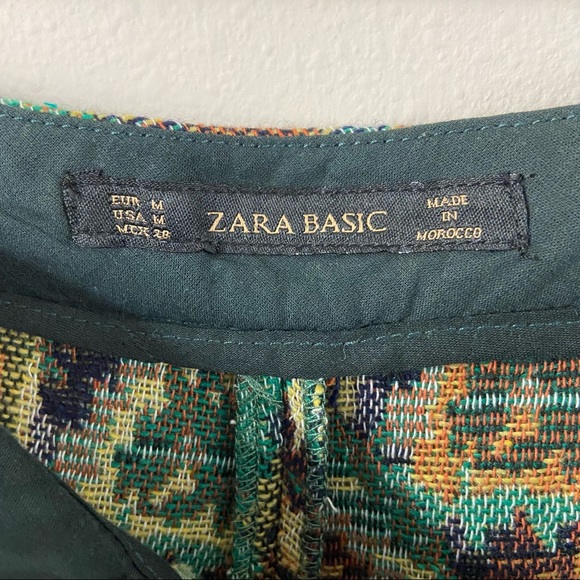 EUR M
USA M
MEX 28
ZARA BASIC
MADE
IN
MOROCCO